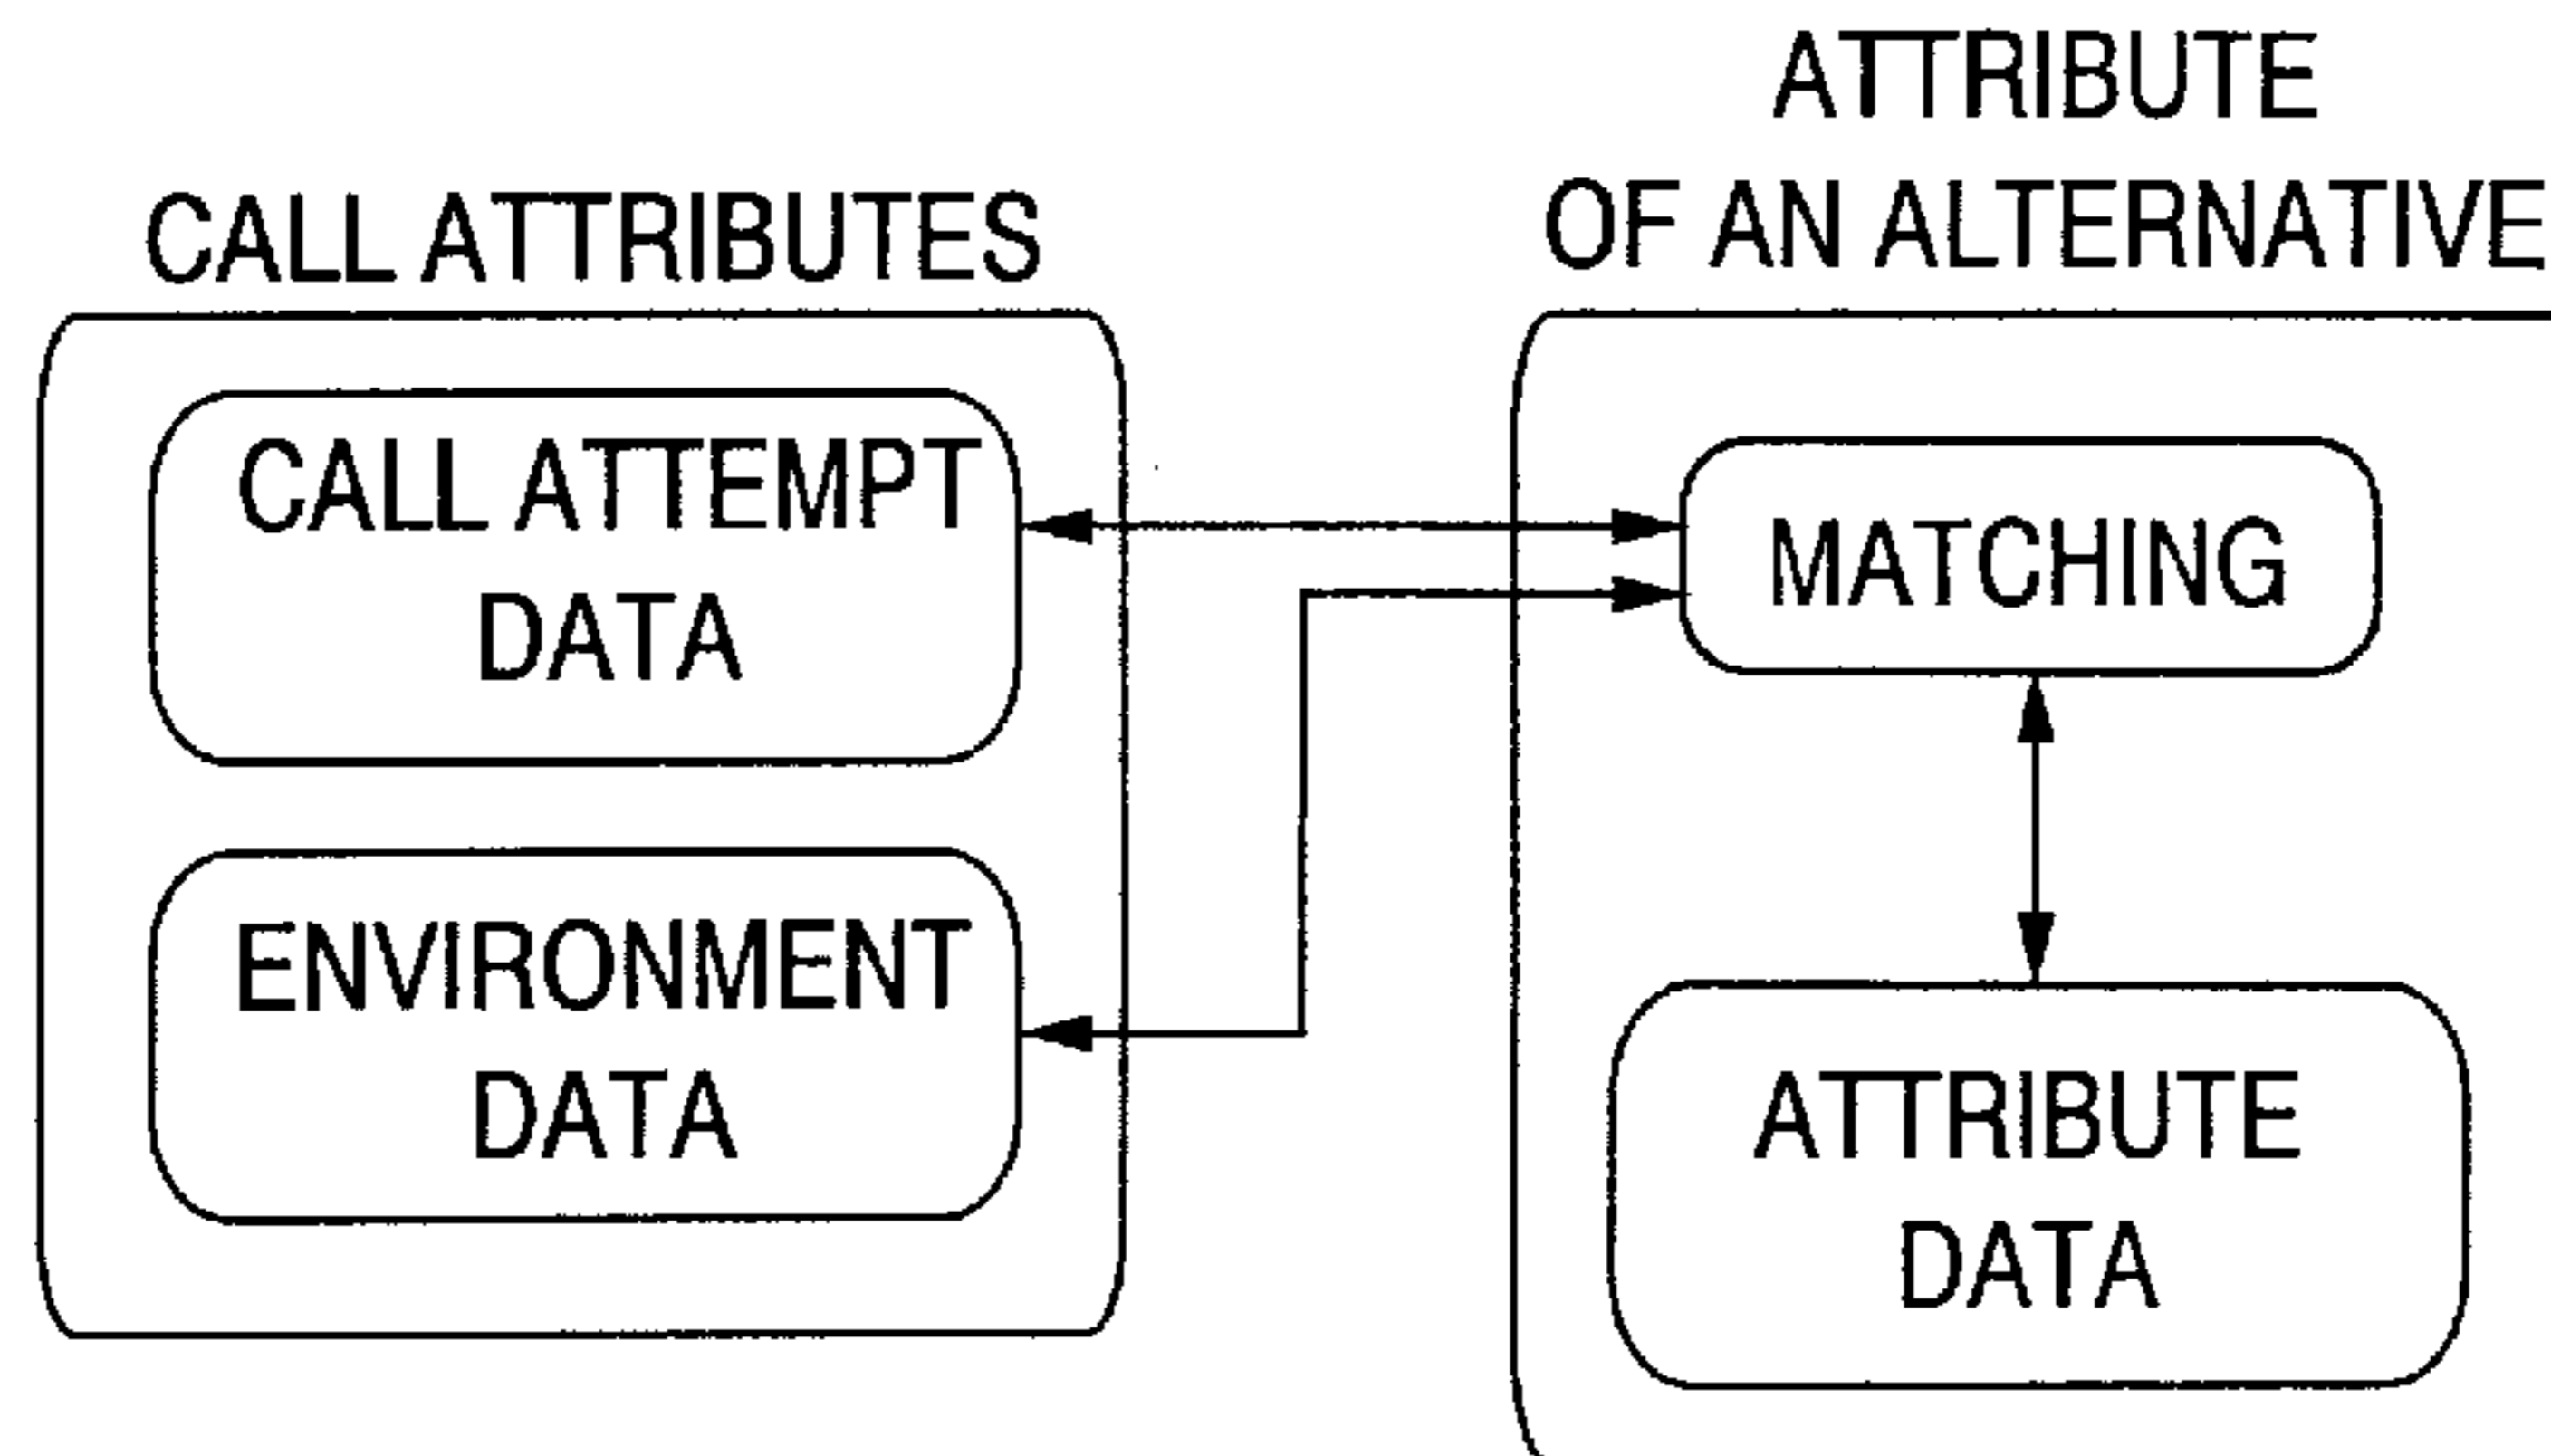 CALL ATTRIBUTES
CALL ATTEMPT
DATA
ENVIRONMENT
DATA
ATTRIBUTE
OF AN ALTERNATIVE
MATCHING
ATTRIBUTE
DATA